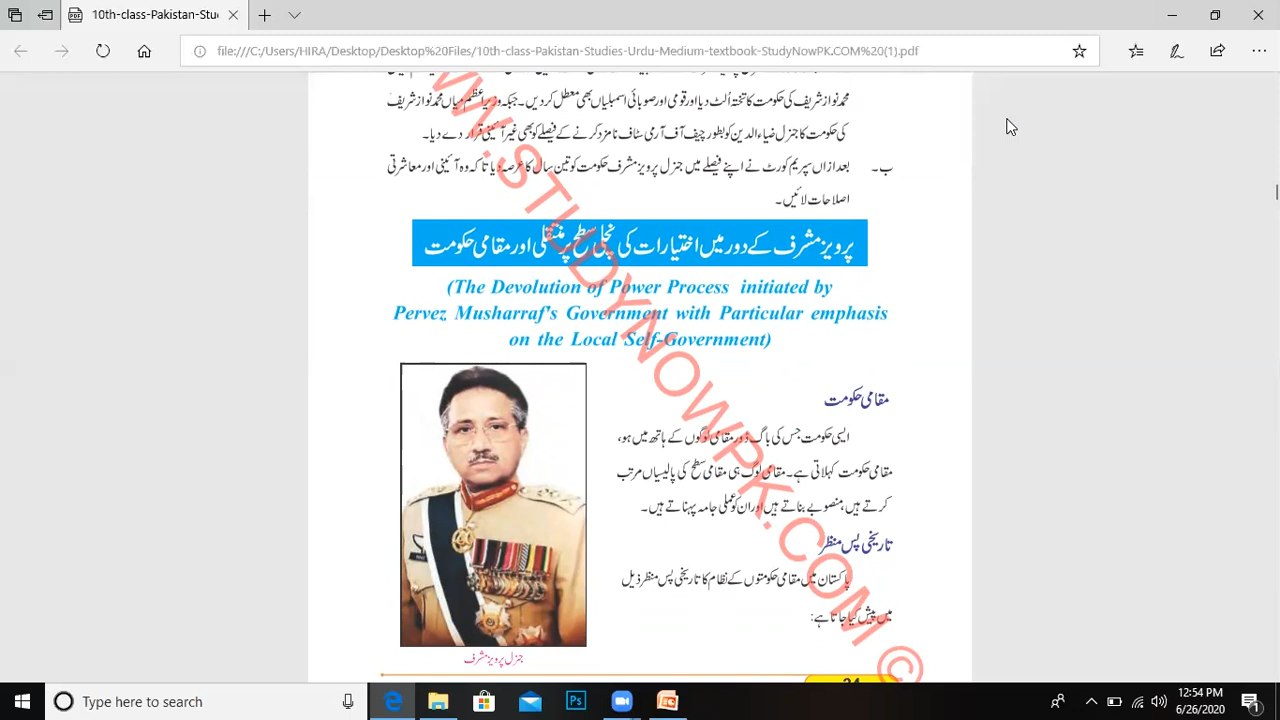 10th-class-Pakistan-Stu
file:///C:/Users/HIRA/Desktop/Desktop%20Files/10th-class-Pakistan-Studies-Urdu-Medium-textbook-StudyNowPK.COM%20(1).pdf
محمد نواز شریف کی حکومت کا تختہ اُلٹ دیا اور قومی اور صوبائی اسمبلیاں بھی معطل کر دیں۔ جبکہ وزیراعظم میاں محمد نواز شریف
کی حکومت کا جنرل ضیاء الدین کو بطور چیف آف آرمی سٹاف نامزد کرنے کے فیصلے کو بھی غیر آئینی قرار دے دیا۔
ب۔ بعد ازاں سپریم کورٹ نے اپنے فیصلے میں جنرل پرویز مشرف حکومت کو تین سال کا عرصہ دیا تاکہ وہ آئینی اور معاشرتی
اصلاحات لائیں۔
پرویز مشرف کے دور میں اختیارات کی نچلی سطح پر منتقلی اور مقامی حکومت
(The Devolution of Power Process initiated by
Pervez Musharraf's Government with Particular emphasis
on the Local Self-Government)
مقامی حکومت
ایسی حکومت جس کی باگ ڈور مقامی لوگوں کے ہاتھ میں ہو،
مقامی حکومت کہلاتی ہے۔ مقامی لوگ ہی مقامی سطح کی پالیسیاں مرتب
کرتے ہیں، منصوبے بناتے ہیں اور ان کو عملی جامہ پہناتے ہیں۔
تاریخی پس منظر
پاکستان میں مقامی حکومتوں کے نظام کا تاریخی پس منظر ذیل
میں پیش کیا جاتا ہے:
جنرل پرویز مشرف
WWW.STUDYNOWPK.COM ©
24
Type here to search
12:54 PM
6/26/2020
1